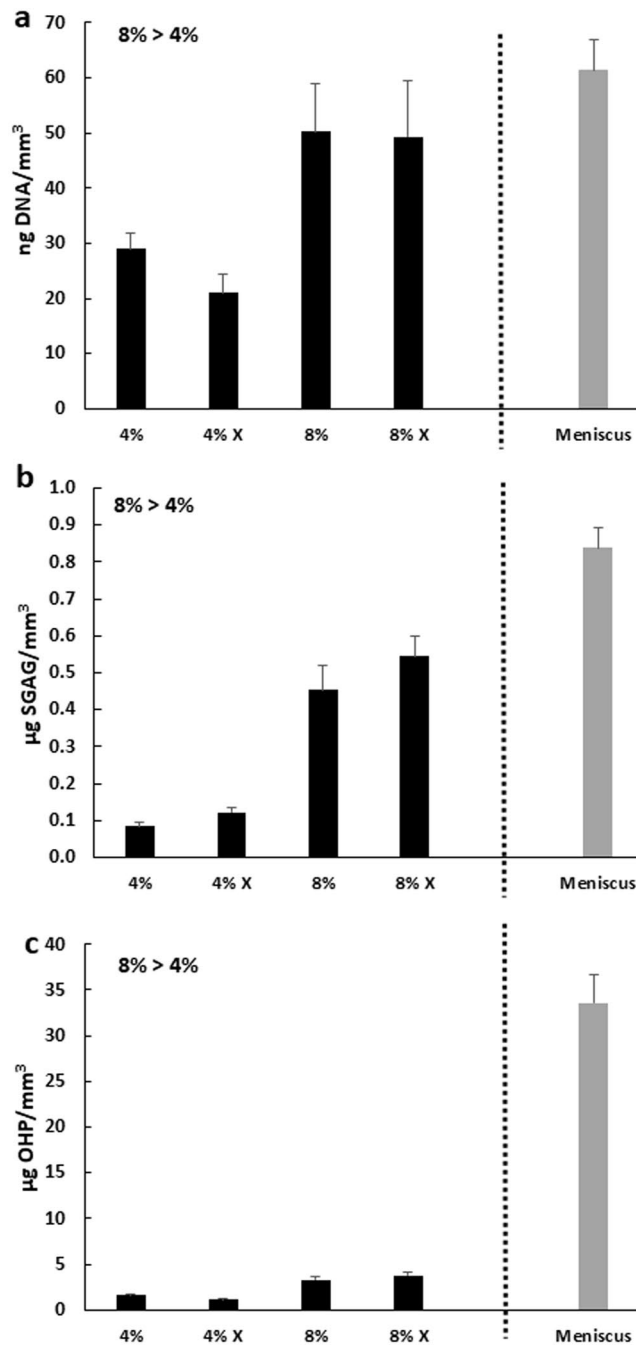 a
8% > 4%
ng DNA/mm³
70
60
50
40
30
20
10
0
4% 4% X 8% 8% X Meniscus
b
8% > 4%
µg SGAG/mm³
1.0
0.9
0.8
0.7
0.6
0.5
0.4
0.3
0.2
0.1
0.0
4% 4% X 8% 8% X Meniscus
c
8% > 4%
µg OHP/mm³
40
35
30
25
20
15
10
5
0
4% 4% X 8% 8% X Meniscus